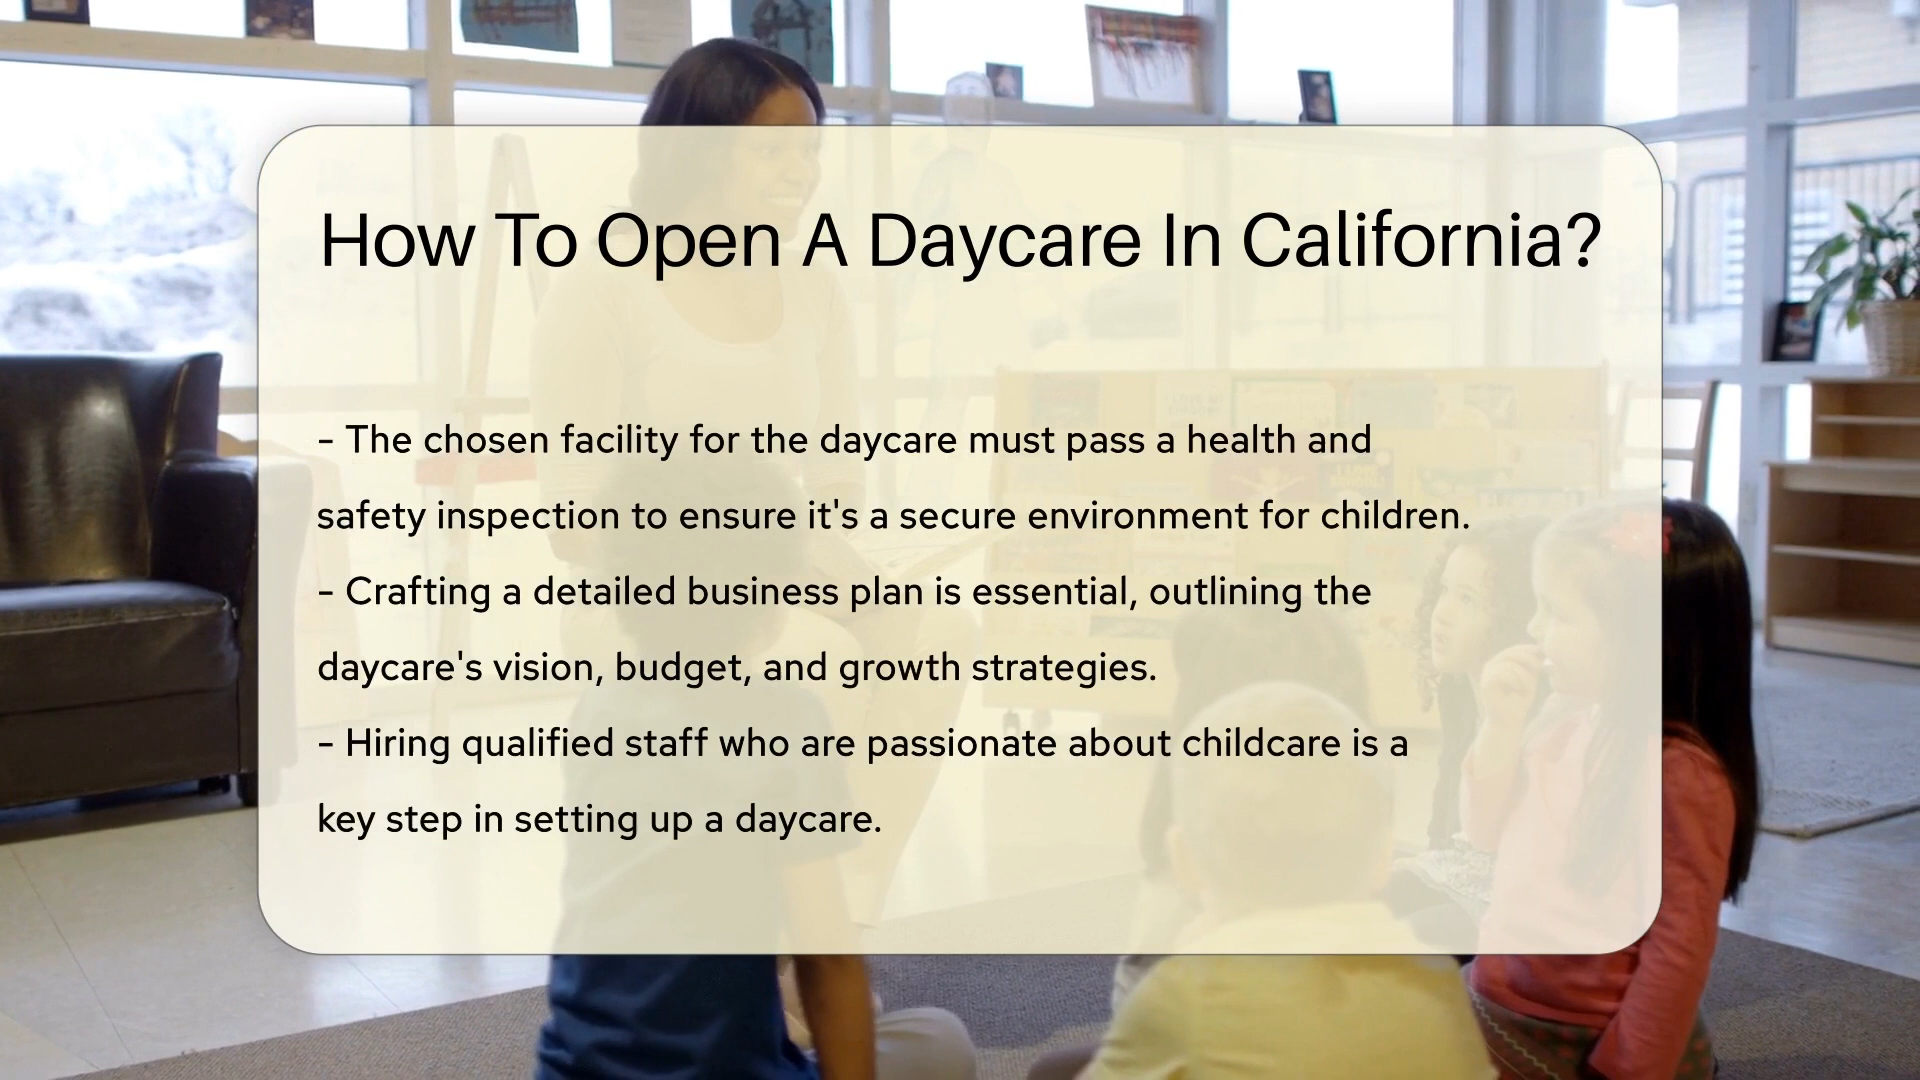 How To Open A Daycare In California?
- The chosen facility for the daycare must pass a health and
safety inspection to ensure it's a secure environment for children.
- Crafting a detailed business plan is essential, outlining the
daycare's vision, budget, and growth strategies.
- Hiring qualified staff who are passionate about childcare is a
key step in setting up a daycare.